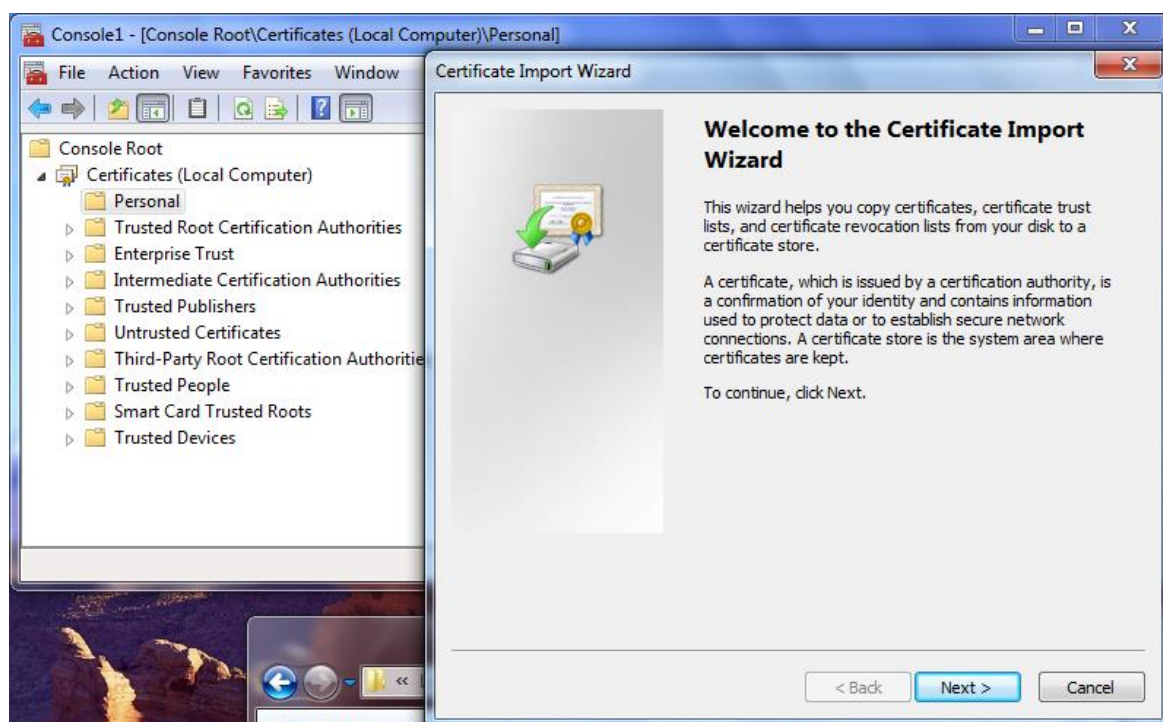 Console1 - [Console Root\Certificates (Local Computer)\Personal]
File Action View Favorites Window
Console Root
Certificates (Local Computer)
Personal
Trusted Root Certification Authorities
Enterprise Trust
Intermediate Certification Authorities
Trusted Publishers
Untrusted Certificates
Third-Party Root Certification
Trusted People
Smart Card Trusted Roots
Trusted Devices
Certificate Import Wizard
Welcome to the Certificate Import
Wizard
This wizard helps you copy certificates, certificate trust
lists, and certificate revocation lists from your disk to a
certificate store.
A certificate, which is issued by a certification authority, is
a confirmation of your identity and contains information
used to protect data or to establish secure network
connections. A certificate store is the system area where
certificates are kept.
To continue, click Next.
< Back Next > Cancel